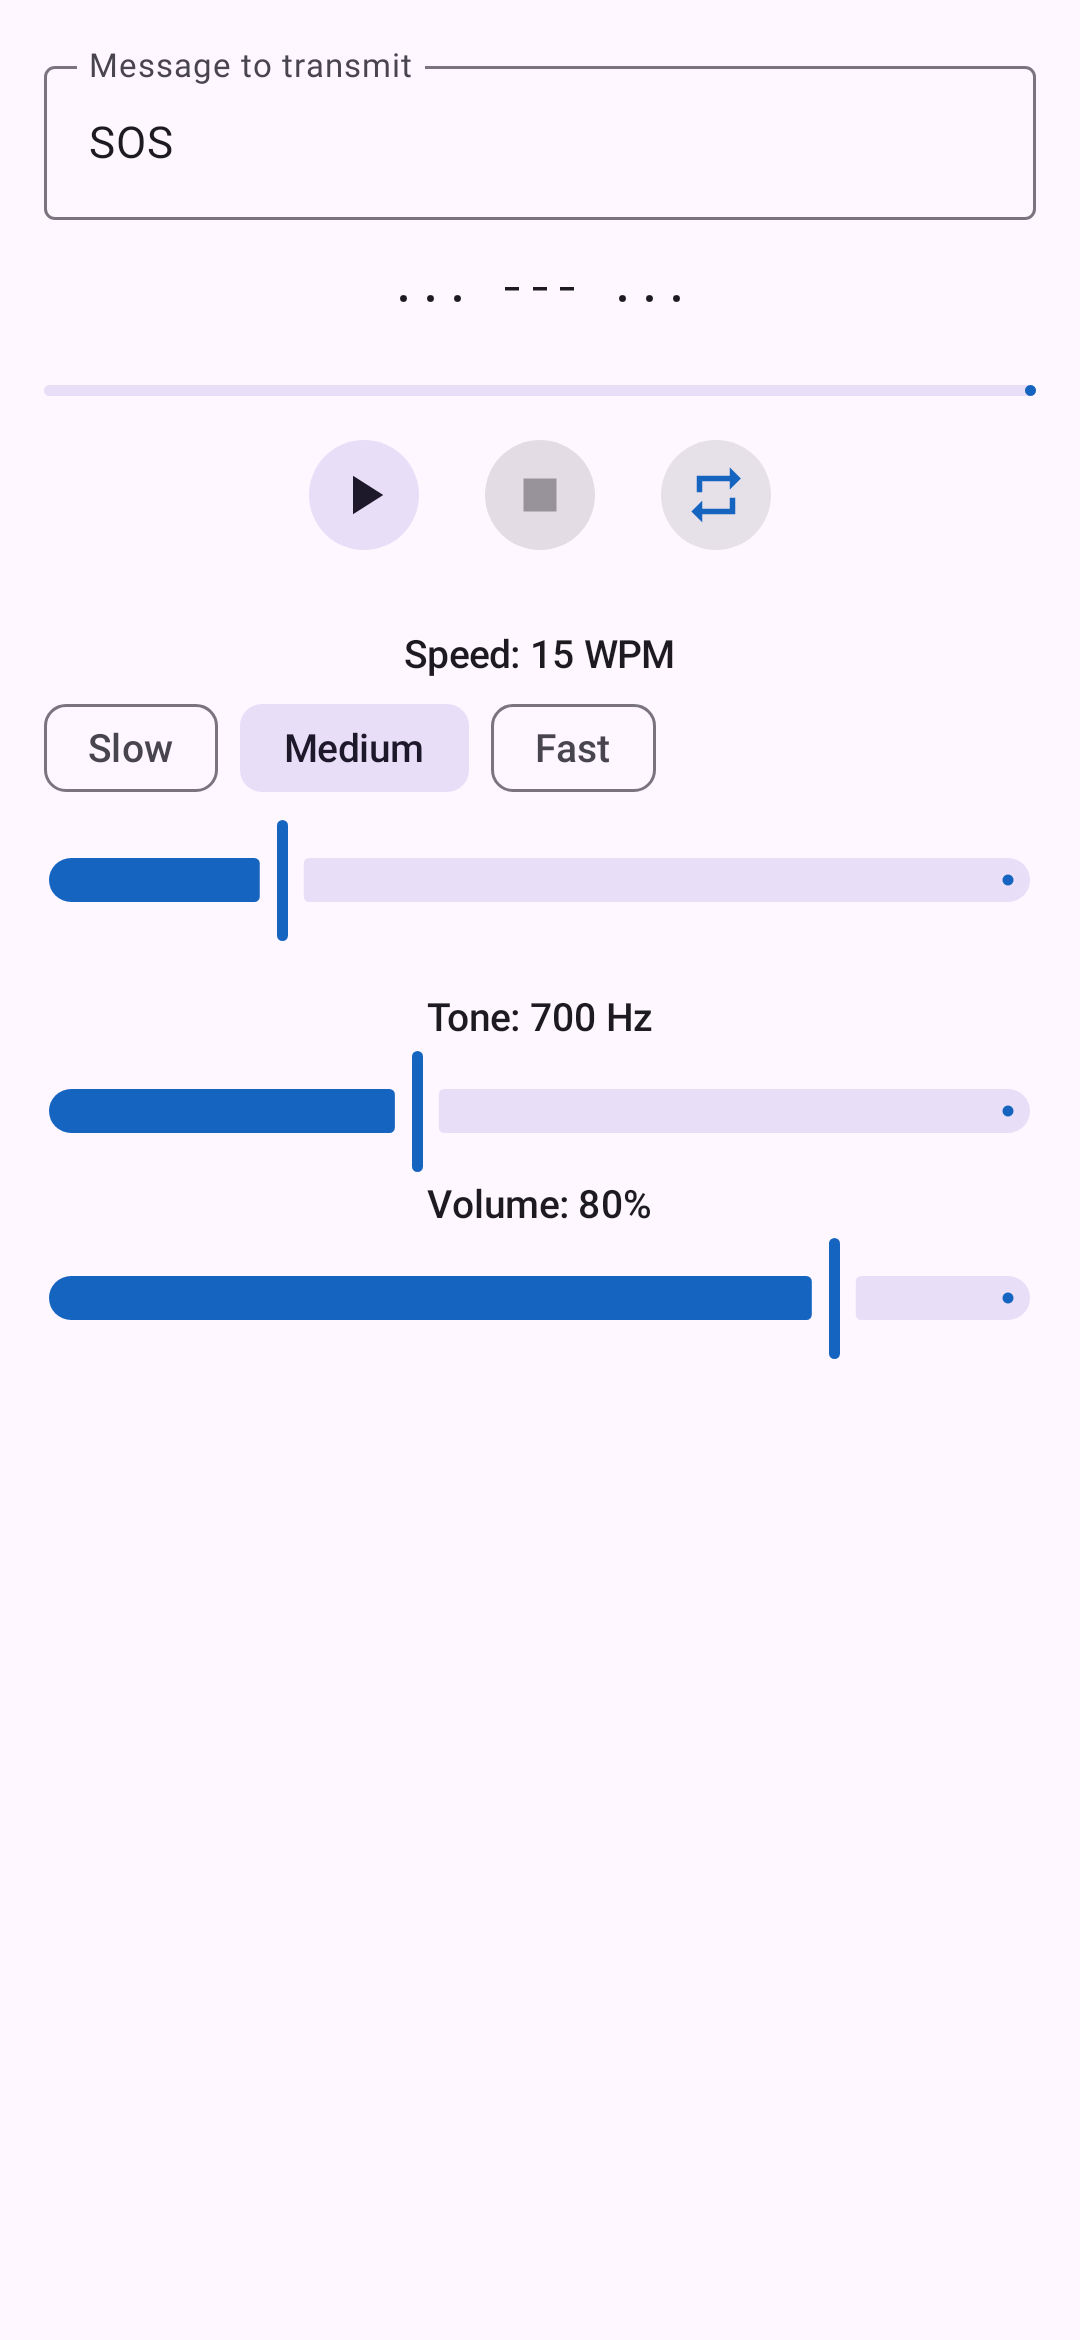 Message to transmit
SOS
... --- ...
Speed: 15 WPM
Slow Medium Fast
Tone: 700 Hz
Volume: 80%